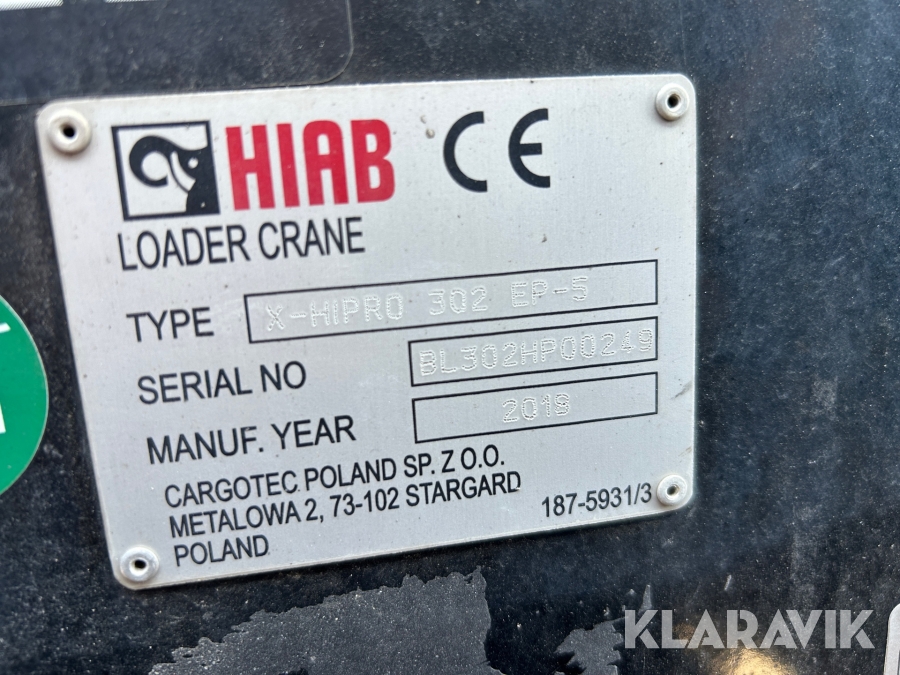 HIAB CE
LOADER CRANE
TYPE X-HIPRO 302 EP-5
SERIAL NO BL302HP00249
MANUF. YEAR 2018
CARGOTEC POLAND SP. Z O.O.
METALOWA 2, 73-102 STARGARD
POLAND
187-5931/3
KLARAVIK